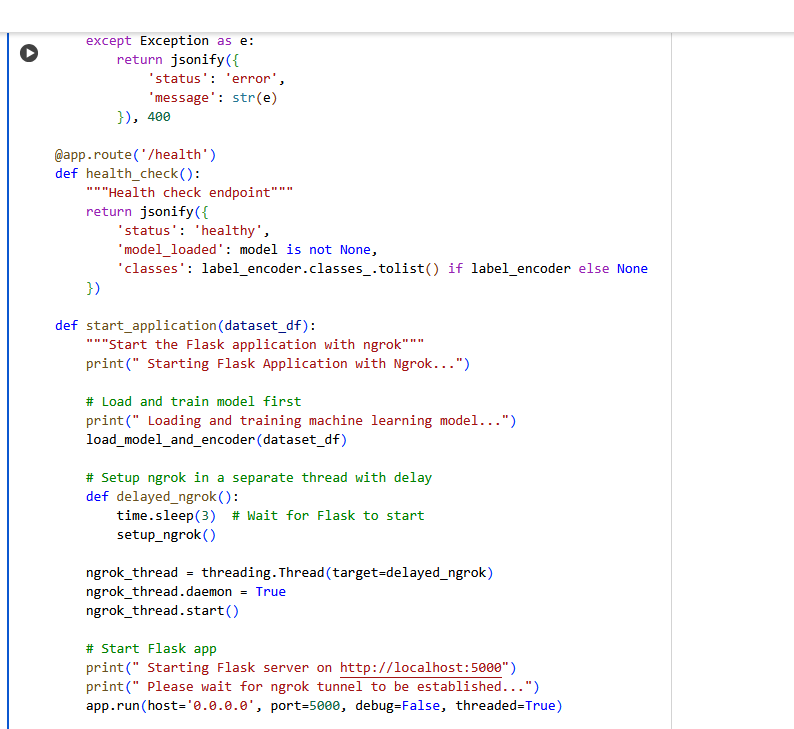 except Exception as e:
        return jsonify({
            'status': 'error',
            'message': str(e)
        }), 400

@app.route('/health')
def health_check():
    """Health check endpoint"""
    return jsonify({
        'status': 'healthy',
        'model_loaded': model is not None,
        'classes': label_encoder.classes_.tolist() if label_encoder else None
    })

def start_application(dataset_df):
    """Start the Flask application with ngrok"""
    print(" Starting Flask Application with Ngrok...")

    # Load and train model first
    print(" Loading and training machine learning model...")
    load_model_and_encoder(dataset_df)

    # Setup ngrok in a separate thread with delay
    def delayed_ngrok():
        time.sleep(3)  # Wait for Flask to start
        setup_ngrok()

    ngrok_thread = threading.Thread(target=delayed_ngrok)
    ngrok_thread.daemon = True
    ngrok_thread.start()

    # Start Flask app
    print(" Starting Flask server on http://localhost:5000")
    print(" Please wait for ngrok tunnel to be established...")
    app.run(host='0.0.0.0', port=5000, debug=False, threaded=True)